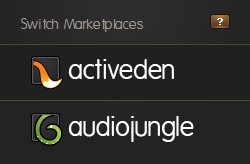 Switch Marketplaces ?
activeden
audiojungle